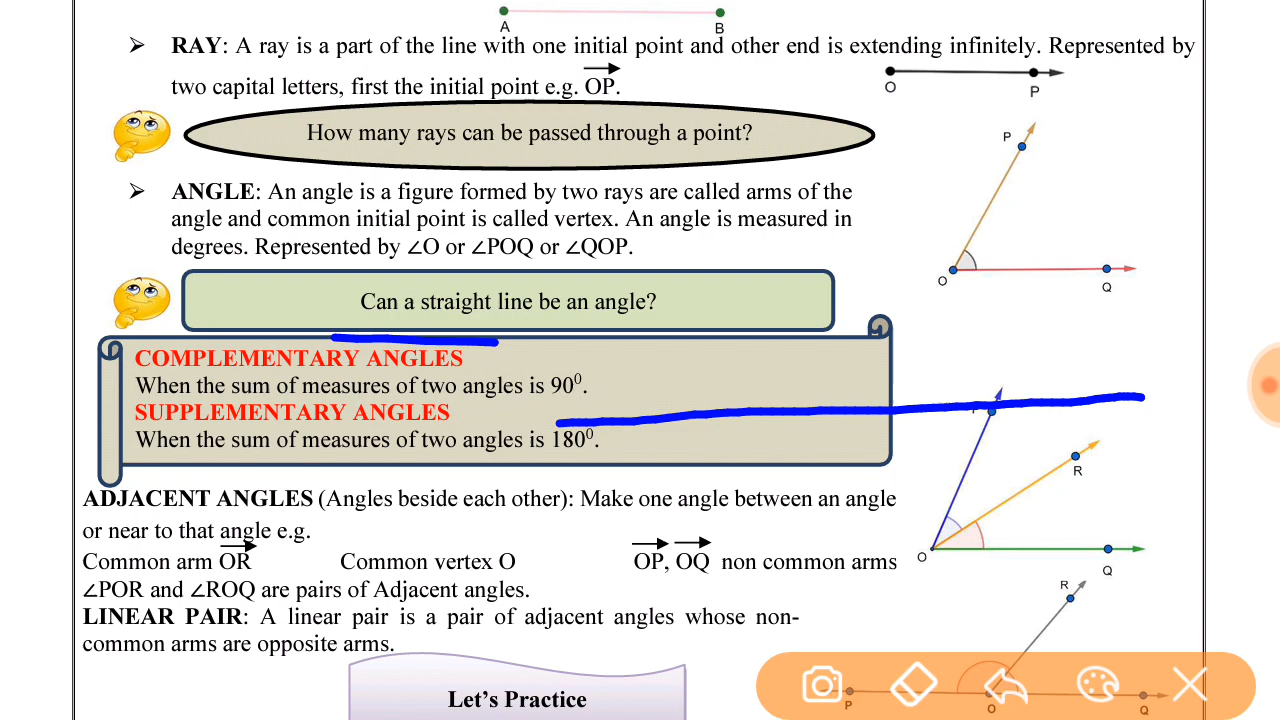 A B
➢ RAY: A ray is a part of the line with one initial point and other end is extending infinitely. Represented by
two capital letters, first the initial point e.g. OP.
O P
How many rays can be passed through a point?
P
➢ ANGLE: An angle is a figure formed by two rays are called arms of the
angle and common initial point is called vertex. An angle is measured in
degrees. Represented by ∠O or ∠POQ or ∠QOP.
O Q
Can a straight line be an angle?
COMPLEMENTARY ANGLES
When the sum of measures of two angles is 90⁰.
SUPPLEMENTARY ANGLES
When the sum of measures of two angles is 180⁰.
R
O Q
ADJACENT ANGLES (Angles beside each other): Make one angle between an angle
or near to that angle e.g.
Common arm OR Common vertex O OP, OQ non common arms
∠POR and ∠ROQ are pairs of Adjacent angles.
LINEAR PAIR: A linear pair is a pair of adjacent angles whose non-
common arms are opposite arms.
R
P O Q
Let's Practice